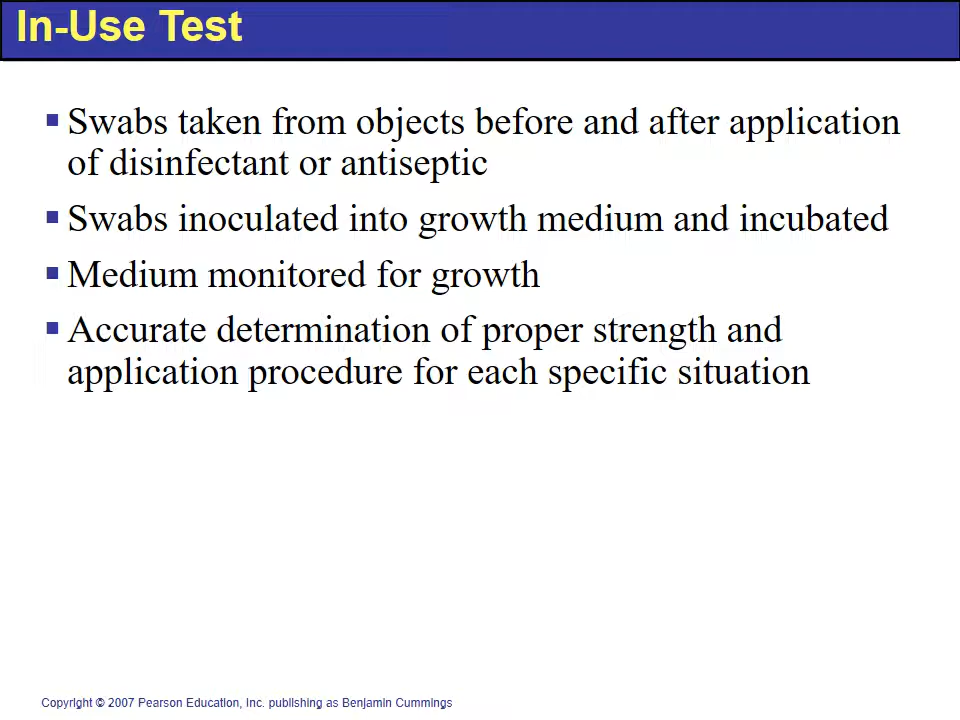 In-Use Test
Swabs taken from objects before and after application
of disinfectant or antiseptic
Swabs inoculated into growth medium and incubated
Medium monitored for growth
Accurate determination of proper strength and
application procedure for each specific situation
Copyright © 2007 Pearson Education, Inc. publishing as Benjamin Cummings